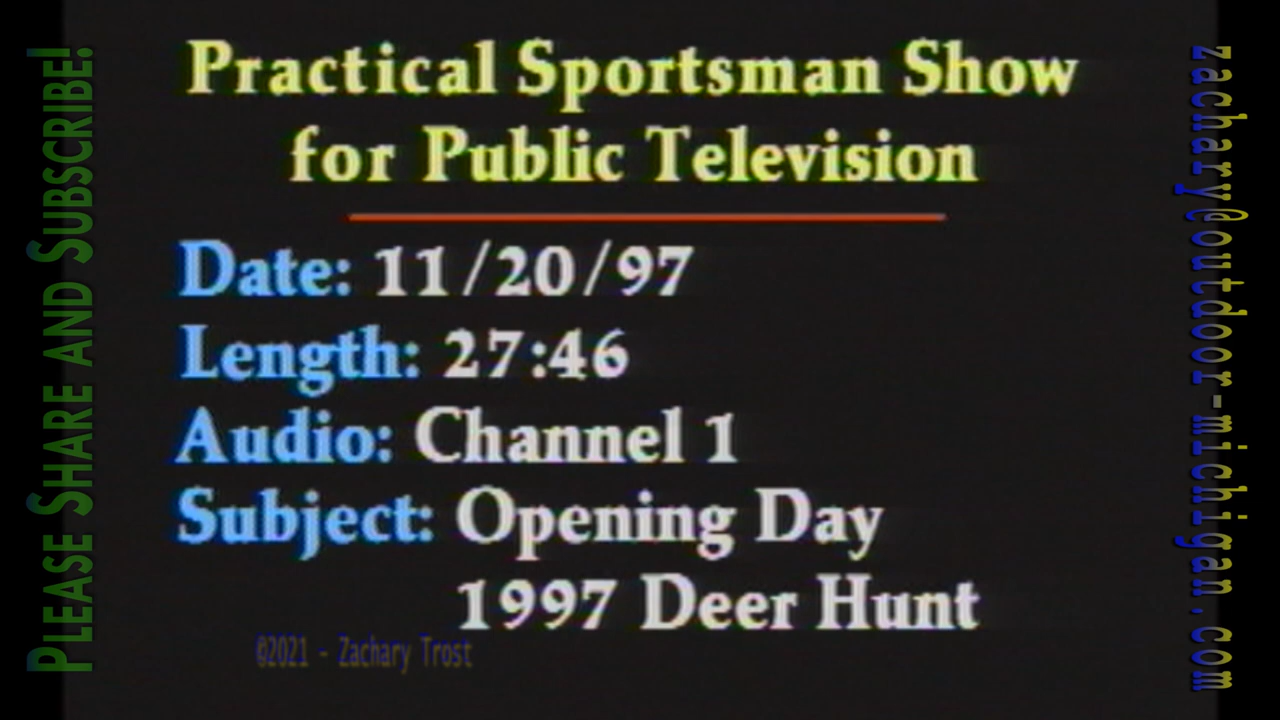 Practical Sportsman Show
for Public Television
Date: 11/20/97
Length: 27:46
Audio: Channel 1
Subject: Opening Day
1997 Deer Hunt
©2021 - Zachary Trost
Please Share and Subscribe!
zachary@outdoor-michigan.com